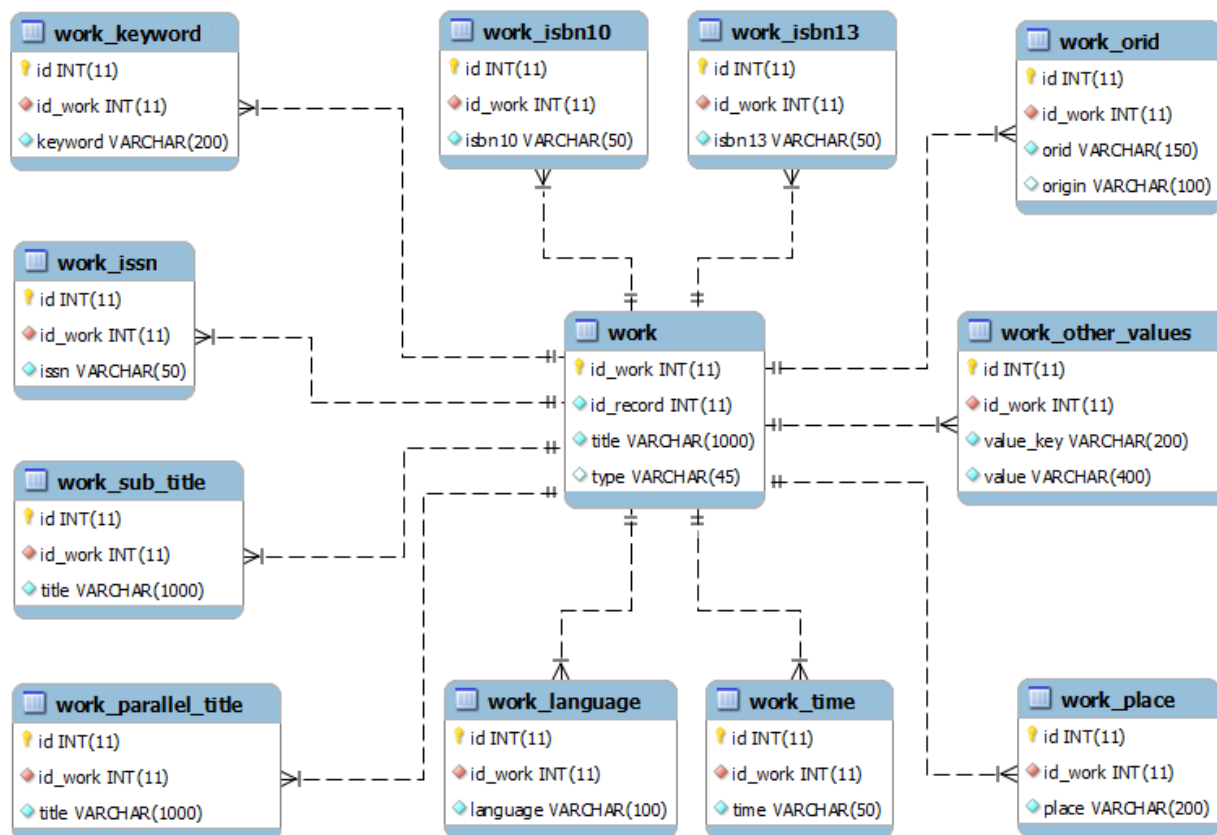 work_keyword
id INT(11)
id_work INT(11)
keyword VARCHAR(200)
work_isbn10
id INT(11)
id_work INT(11)
isbn10 VARCHAR(50)
work_isbn13
id INT(11)
id_work INT(11)
isbn13 VARCHAR(50)
work_orid
id INT(11)
id_work INT(11)
orid VARCHAR(150)
origin VARCHAR(100)
work_issn
id INT(11)
id_work INT(11)
issn VARCHAR(50)
work
id_work INT(11)
id_record INT(11)
title VARCHAR(1000)
type VARCHAR(45)
work_other_values
id INT(11)
id_work INT(11)
value_key VARCHAR(200)
value VARCHAR(400)
work_sub_title
id INT(11)
id_work INT(11)
title VARCHAR(1000)
work_parallel_title
id INT(11)
id_work INT(11)
title VARCHAR(1000)
work_language
id INT(11)
id_work INT(11)
language VARCHAR(100)
work_time
id INT(11)
id_work INT(11)
time VARCHAR(50)
work_place
id INT(11)
id_work INT(11)
place VARCHAR(200)